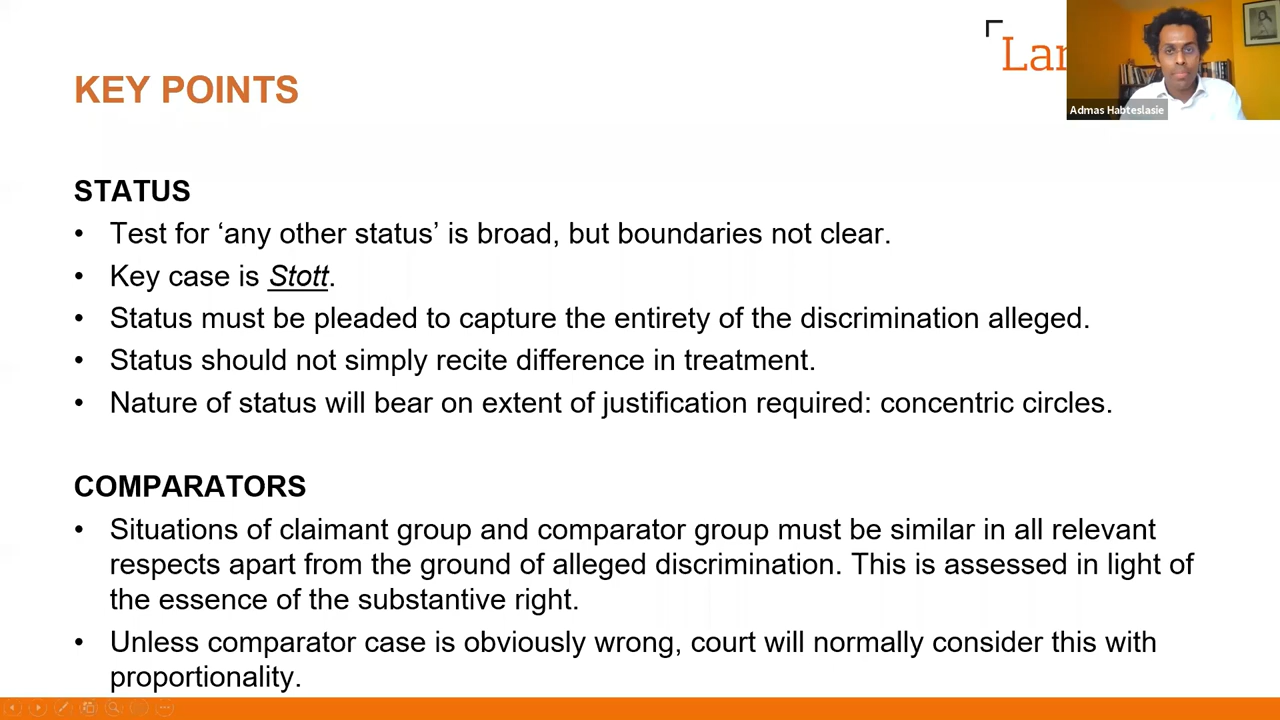 Lan
Admas Habteslasie
KEY POINTS
STATUS
• Test for ‘any other status’ is broad, but boundaries not clear.
• Key case is Stott.
• Status must be pleaded to capture the entirety of the discrimination alleged.
• Status should not simply recite difference in treatment.
• Nature of status will bear on extent of justification required: concentric circles.
COMPARATORS
• Situations of claimant group and comparator group must be similar in all relevant
respects apart from the ground of alleged discrimination. This is assessed in light of
the essence of the substantive right.
• Unless comparator case is obviously wrong, court will normally consider this with
proportionality.